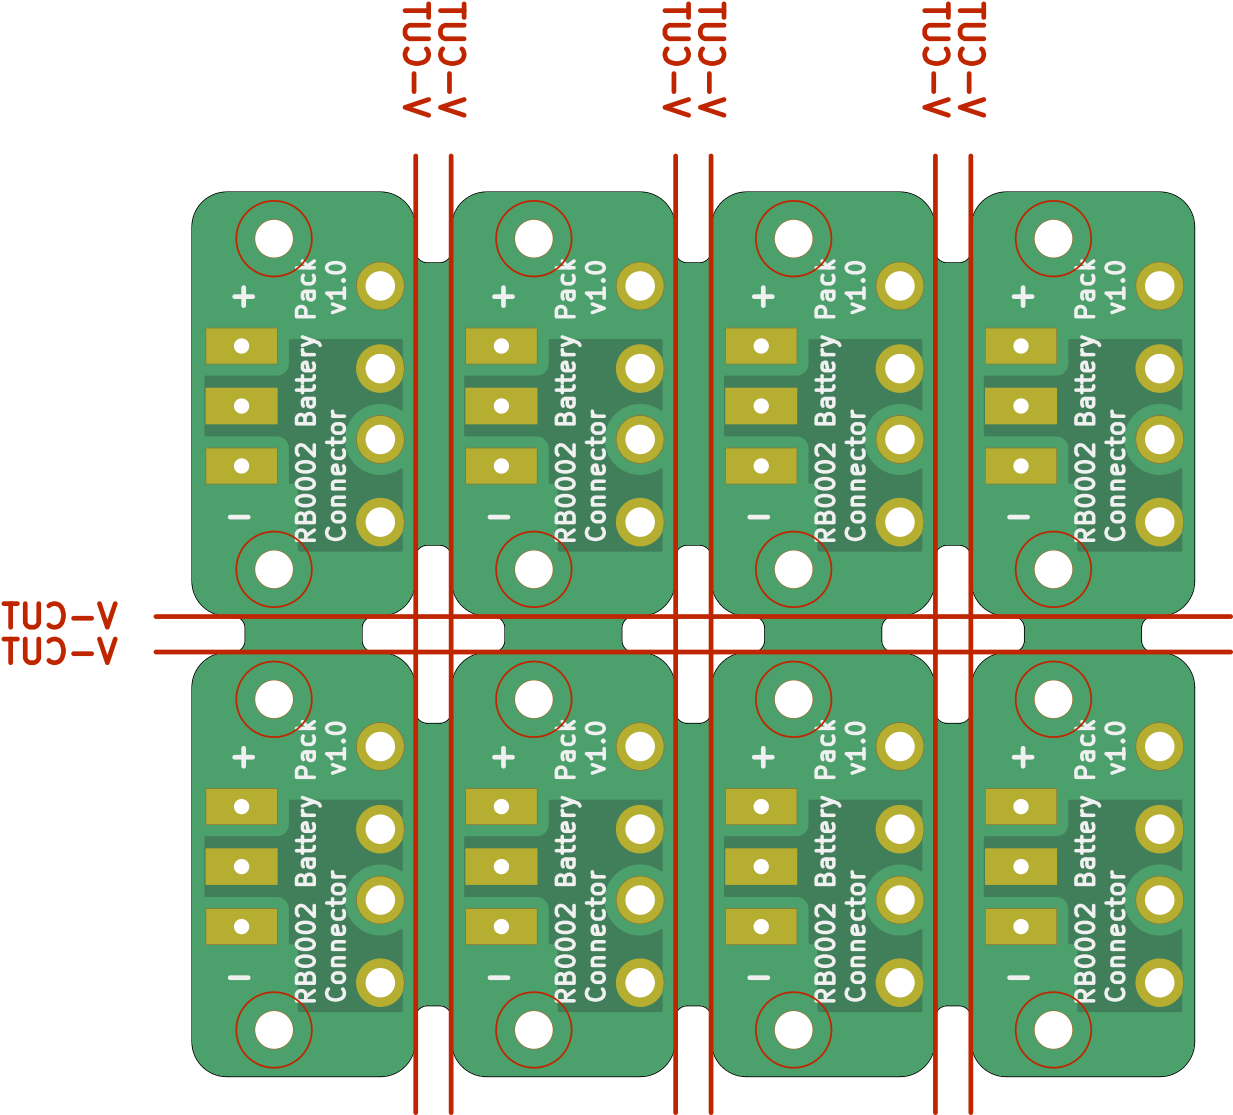 V-CUT
V-CUT
V-CUT
V-CUT
V-CUT
V-CUT
+
RB0002 Battery Pack
Connector v1.0
-
+
RB0002 Battery Pack
Connector v1.0
-
+
RB0002 Battery Pack
Connector v1.0
-
+
RB0002 Battery Pack
Connector v1.0
-
V-CUT
V-CUT
+
RB0002 Battery Pack
Connector v1.0
-
+
RB0002 Battery Pack
Connector v1.0
-
+
RB0002 Battery Pack
Connector v1.0
-
+
RB0002 Battery Pack
Connector v1.0
-